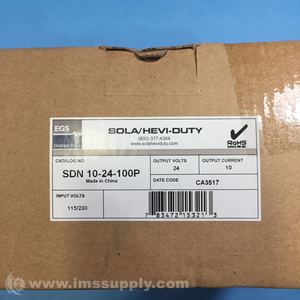 EGS
SOLA/HEVI-DUTY
(800) 377-4384
www.solaheviduty.com
RoHS
CATALOG NO
SDN 10-24-100P
Made in China
OUTPUT VOLTS
24
OUTPUT CURRENT
10
DATE CODE
CA3517
INPUT VOLTS
115/230
7 83472 15321 3
© www.imssupply.com